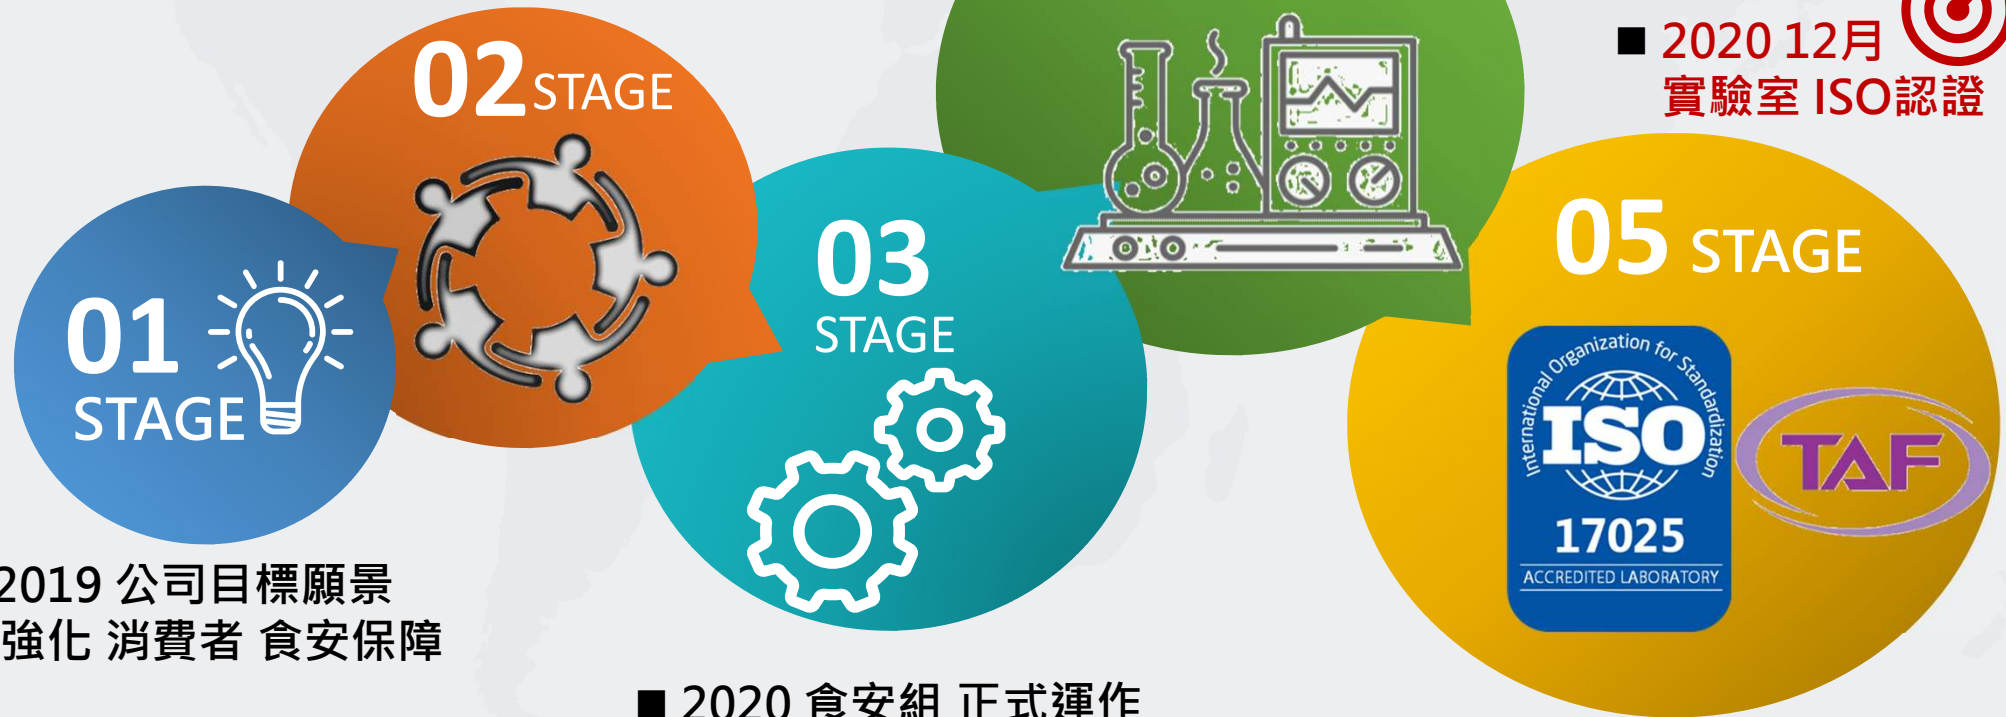 02 STAGE
■ 2020 12月
實驗室 ISO認證
01
STAGE
03
STAGE
05 STAGE
International Organization for Standardization
ISO
17025
ACCREDITED LABORATORY
TAF
2019 公司目標願景
強化 消費者 食安保障
■ 2020 食安組 正式運作